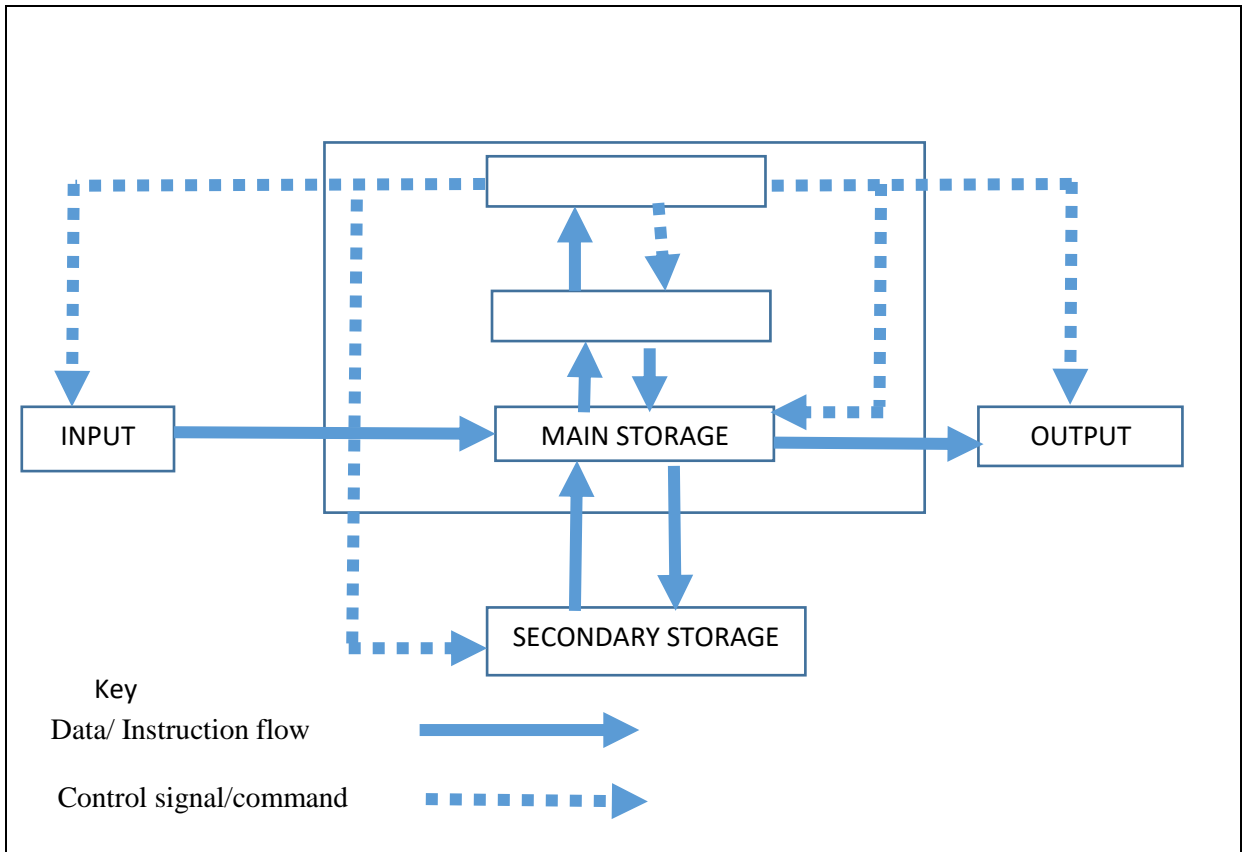 INPUT
MAIN STORAGE
OUTPUT
SECONDARY STORAGE
Key
Data/ Instruction flow
Control signal/command